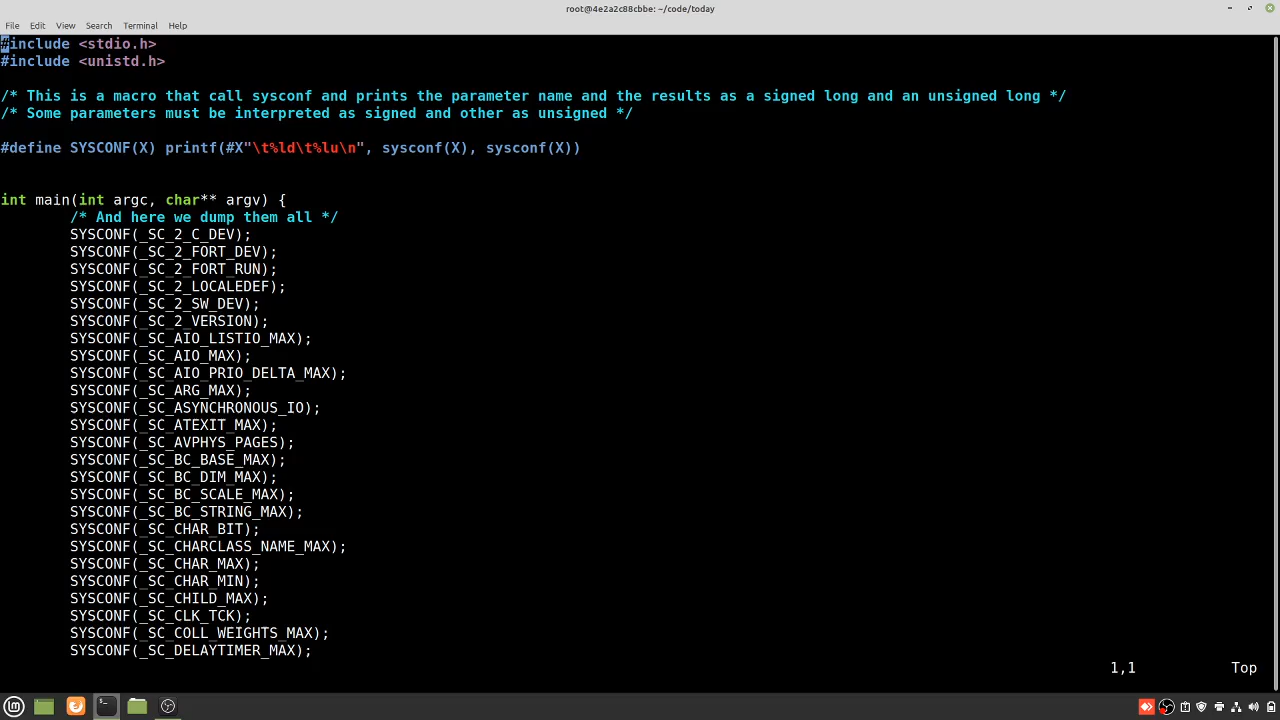 root@4e2a2c88cbbe: ~/code/today
File Edit View Search Terminal Help
#include <stdio.h>
#include <unistd.h>
/* This is a macro that call sysconf and prints the parameter name and the results as a signed long and an unsigned long */
/* Some parameters must be interpreted as signed and other as unsigned */
#define SYSCONF(X) printf(#X"\t%ld\t%lu\n", sysconf(X), sysconf(X))
int main(int argc, char** argv) {
/* And here we dump them all */
SYSCONF(_SC_2_C_DEV);
SYSCONF(_SC_2_FORT_DEV);
SYSCONF(_SC_2_FORT_RUN);
SYSCONF(_SC_2_LOCALEDEF);
SYSCONF(_SC_2_SW_DEV);
SYSCONF(_SC_2_VERSION);
SYSCONF(_SC_AIO_LISTIO_MAX);
SYSCONF(_SC_AIO_MAX);
SYSCONF(_SC_AIO_PRIO_DELTA_MAX);
SYSCONF(_SC_ARG_MAX);
SYSCONF(_SC_ASYNCHRONOUS_IO);
SYSCONF(_SC_ATEXIT_MAX);
SYSCONF(_SC_AVPHYS_PAGES);
SYSCONF(_SC_BC_BASE_MAX);
SYSCONF(_SC_BC_DIM_MAX);
SYSCONF(_SC_BC_SCALE_MAX);
SYSCONF(_SC_BC_STRING_MAX);
SYSCONF(_SC_CHAR_BIT);
SYSCONF(_SC_CHARCLASS_NAME_MAX);
SYSCONF(_SC_CHAR_MAX);
SYSCONF(_SC_CHAR_MIN);
SYSCONF(_SC_CHILD_MAX);
SYSCONF(_SC_CLK_TCK);
SYSCONF(_SC_COLL_WEIGHTS_MAX);
SYSCONF(_SC_DELAYTIMER_MAX);
1,1 Top